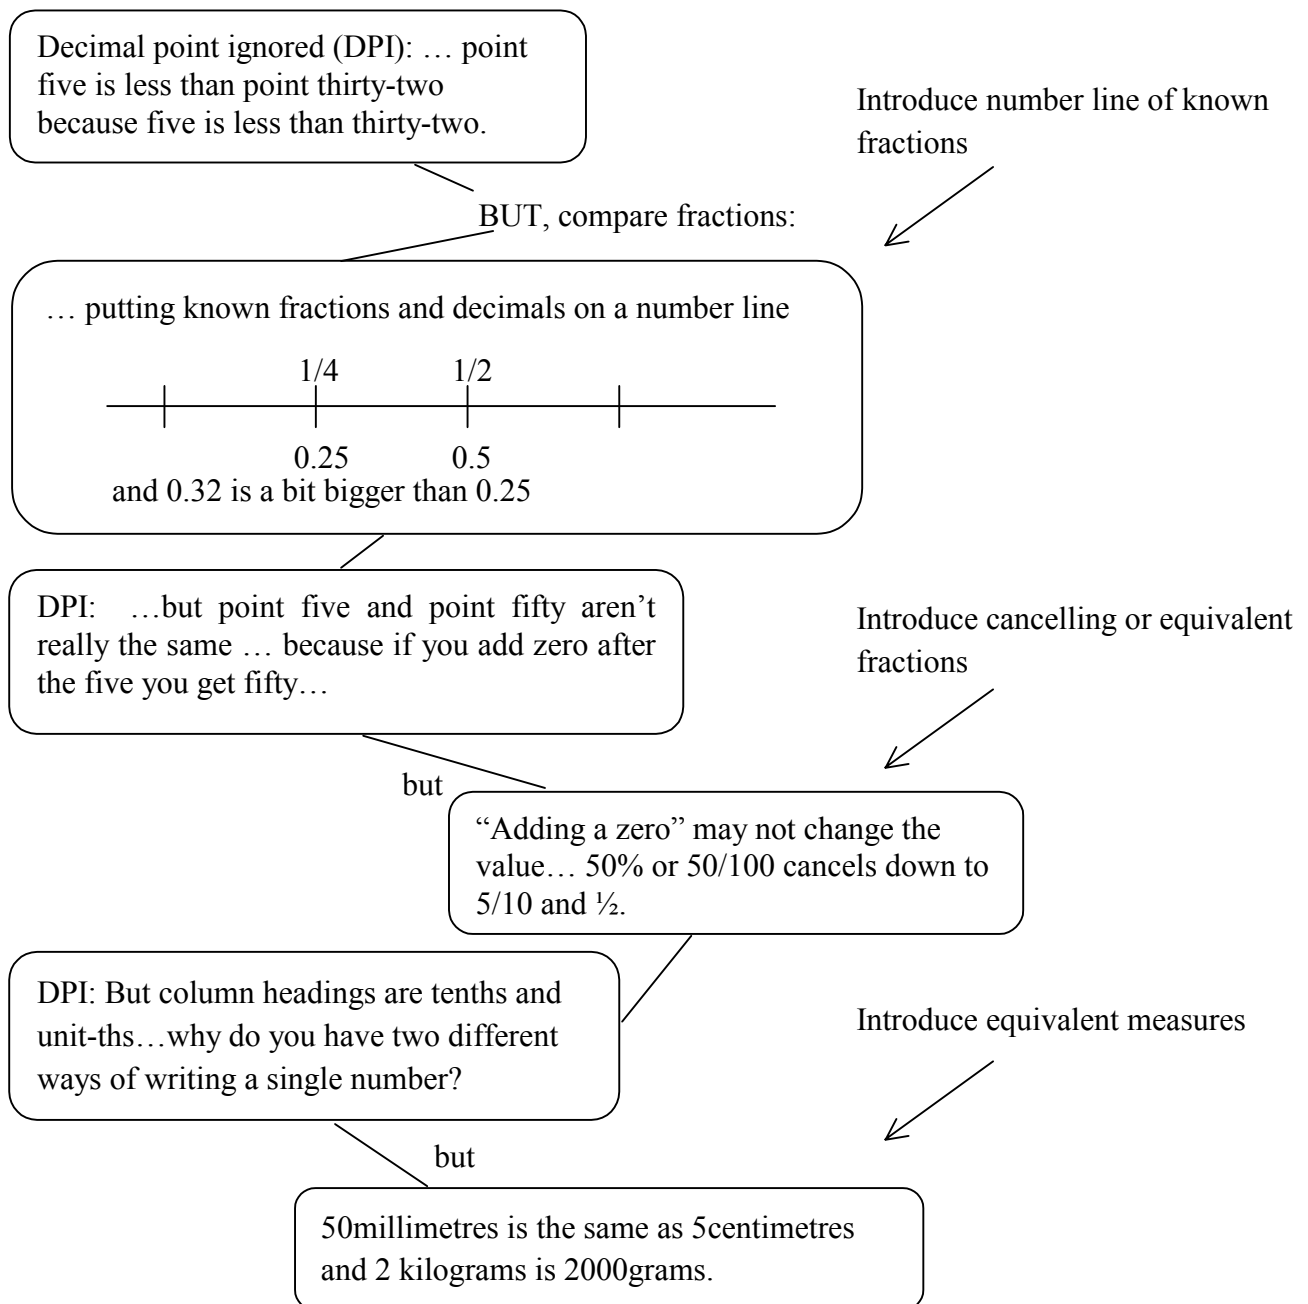 Decimal point ignored (DPI): … point
five is less than point thirty-two
because five is less than thirty-two.
Introduce number line of known
fractions
BUT, compare fractions:
… putting known fractions and decimals on a number line
1/4 1/2
0.25 0.5
and 0.32 is a bit bigger than 0.25
DPI: …but point five and point fifty aren’t
really the same … because if you add zero after
the five you get fifty…
Introduce cancelling or equivalent
fractions
but
“Adding a zero” may not change the
value… 50% or 50/100 cancels down to
5/10 and ½.
DPI: But column headings are tenths and
unit-ths…why do you have two different
ways of writing a single number?
Introduce equivalent measures
but
50millimetres is the same as 5centimetres
and 2 kilograms is 2000grams.